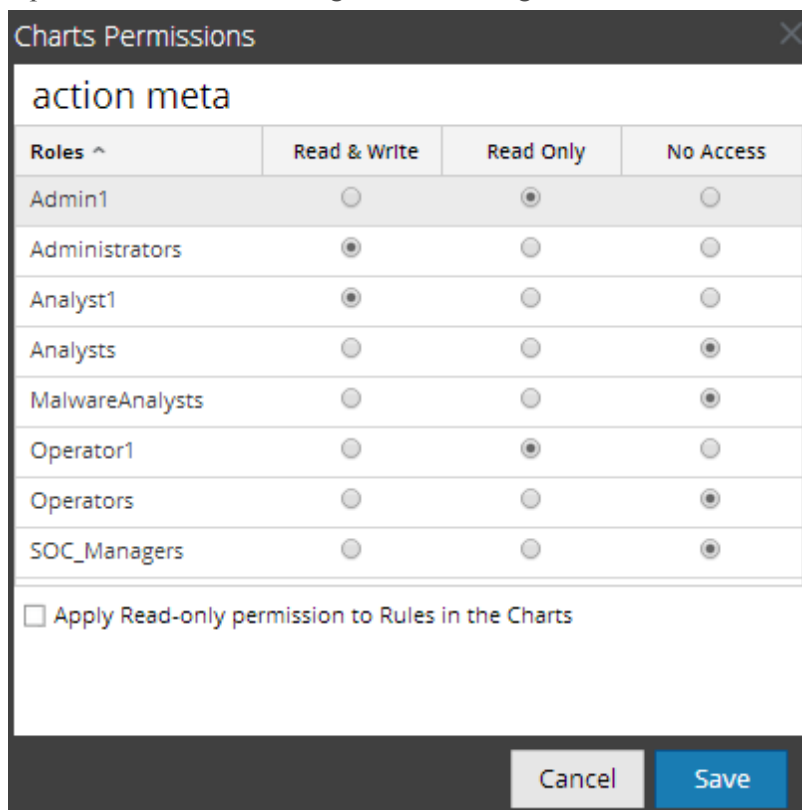 Charts Permissions
action meta
Roles Read & Write Read Only No Access
Admin1
Administrators
Analyst1
Analysts
MalwareAnalysts
Operator1
Operators
SOC_Managers
Apply Read-only permission to Rules in the Charts
Cancel Save